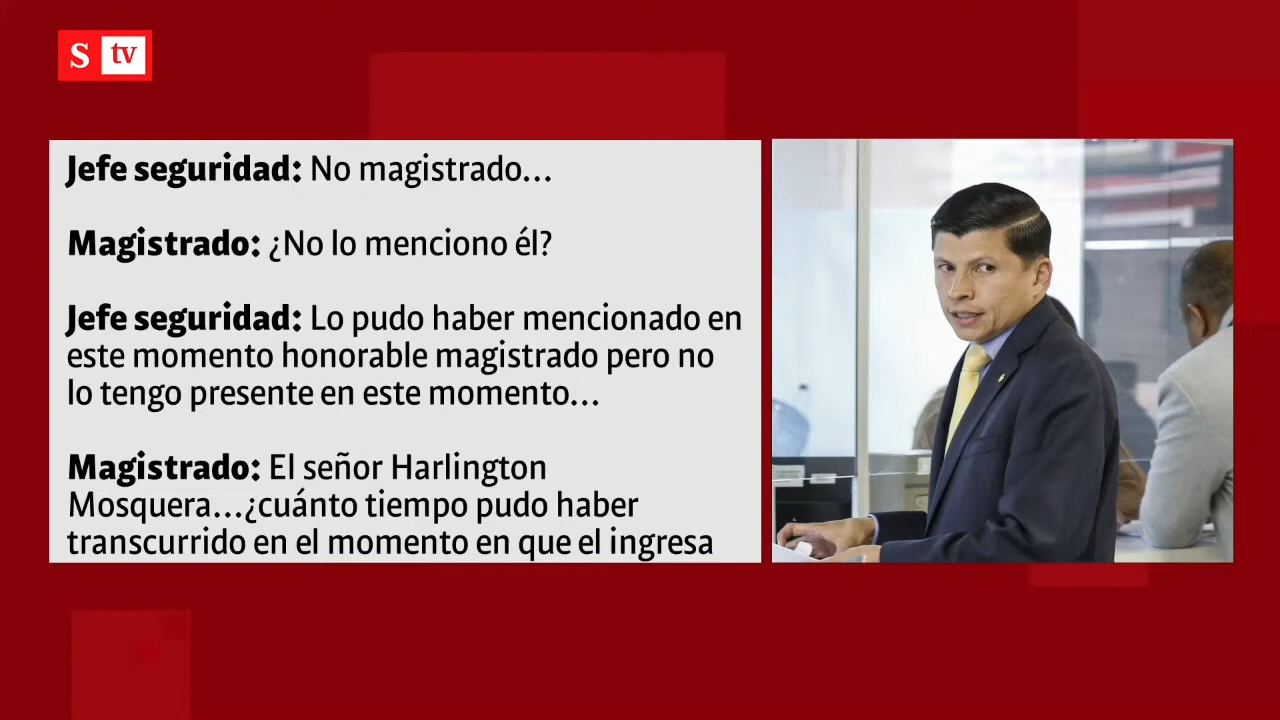 S tv
Jefe seguridad: No magistrado...
Magistrado: ¿No lo menciono él?
Jefe seguridad: Lo pudo haber mencionado en
este momento honorable magistrado pero no
lo tengo presente en este momento...
Magistrado: El señor Harlington
Mosquera...¿cuánto tiempo pudo haber
transcurrido en el momento en que el ingresa